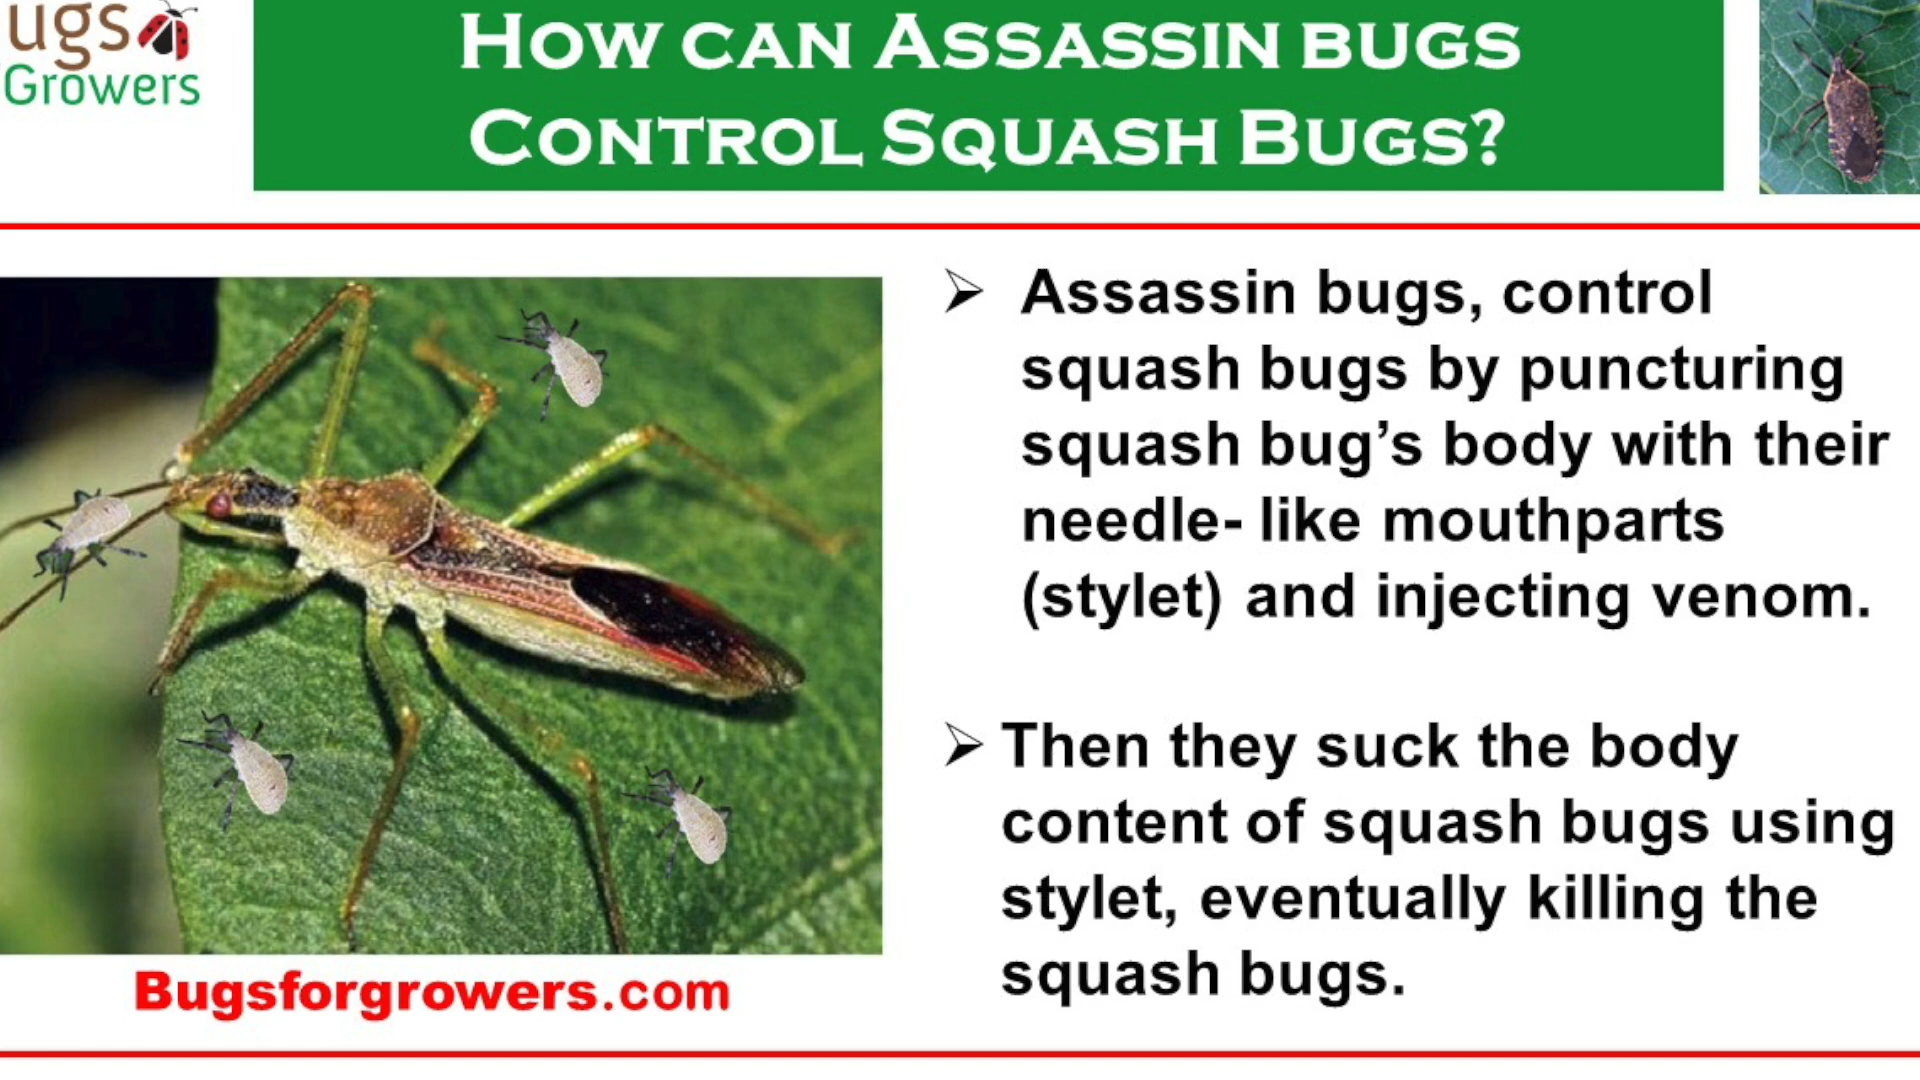 ugs
Growers
How can Assassin bugs
Control Squash Bugs?
➢ Assassin bugs, control
squash bugs by puncturing
squash bug’s body with their
needle- like mouthparts
(stylet) and injecting venom.
➢ Then they suck the body
content of squash bugs using
stylet, eventually killing the
squash bugs.
Bugsforgrowers.com